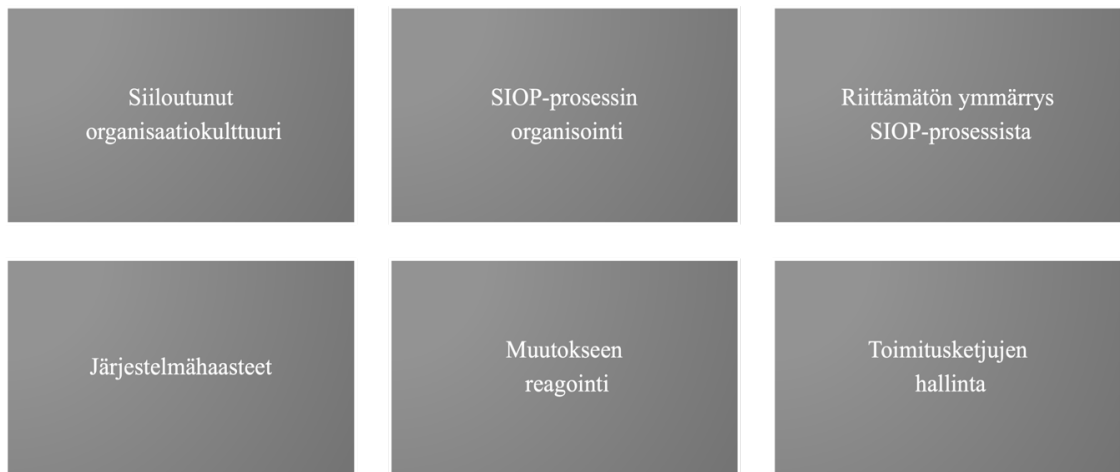 Siiloutunut
organisaatiokulttuuri
SIOP-prosessin
organisointi
Riittämätön ymmärrys
SIOP-prosessista
Järjestelmähaasteet
Muutokseen
reagointi
Toimitusketjujen
hallinta